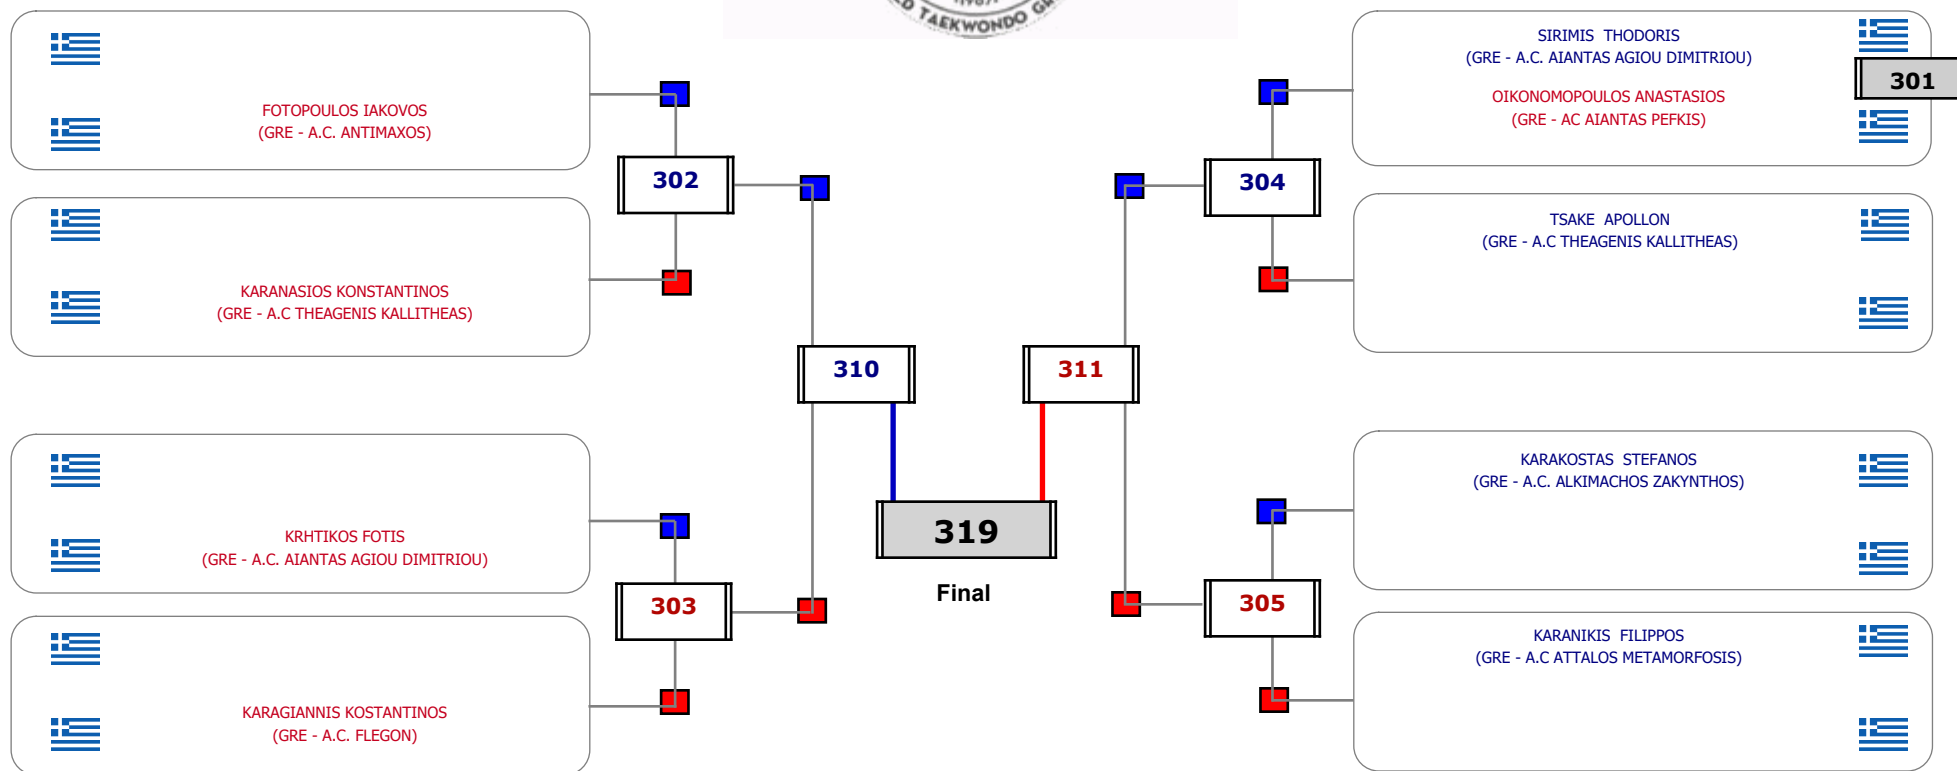 TAEKWONDO
FOTOPOULOS IAKOVOS
(GRE - A.C. ANTIMAXOS)
KARANASIOS KONSTANTINOS
(GRE - A.C THEAGENIS KALLITHEAS)
KRHTIKOS FOTIS
(GRE - A.C. AIANTAS AGIOU DIMITRIOU)
KARAGIANNIS KOSTANTINOS
(GRE - A.C. FLEGON)
302
303
310
319
Final
311
304
305
SIRIMIS THODORIS
(GRE - A.C. AIANTAS AGIOU DIMITRIOU)
OIKONOMOPOULOS ANASTASIOS
(GRE - AC AIANTAS PEFKIS)
301
TSAKE APOLLON
(GRE - A.C THEAGENIS KALLITHEAS)
KARAKOSTAS STEFANOS
(GRE - A.C. ALKIMACHOS ZAKYNTHOS)
KARANIKIS FILIPPOS
(GRE - A.C ATTALOS METAMORFOSIS)